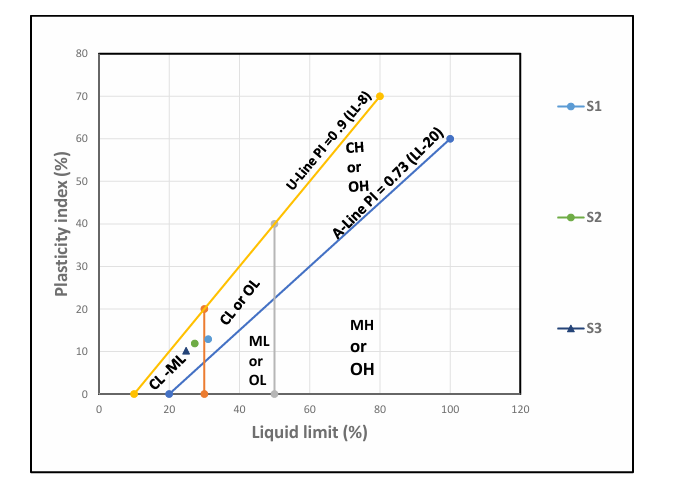 80
70
60
50
40
30
20
10
0
0 20 40 60 80 100 120
Plasticity index (%)
Liquid limit (%)
U-Line PI =0 .9 (LL-8)
A-Line PI = 0.73 (LL-20)
CH
or
OH
CL or OL
CL -ML
ML
or
OL
MH
or
OH
S1
S2
S3